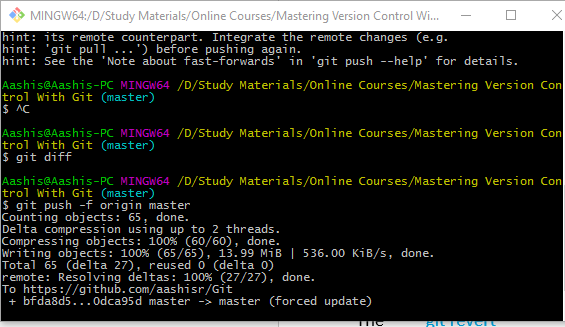 MINGW64:/D/Study Materials/Online Courses/Mastering Version Control Wi...
hint: its remote counterpart. Integrate the remote changes (e.g.
hint: 'git pull ...') before pushing again.
hint: See the 'Note about fast-forwards' in 'git push --help' for details.
Aashis@Aashis-PC MINGW64 /D/Study Materials/Online Courses/Mastering Version Con
trol With Git (master)
$ ^C
Aashis@Aashis-PC MINGW64 /D/Study Materials/Online Courses/Mastering Version Con
trol With Git (master)
$ git diff
Aashis@Aashis-PC MINGW64 /D/Study Materials/Online Courses/Mastering Version Con
trol With Git (master)
$ git push -f origin master
Counting objects: 65, done.
Delta compression using up to 2 threads.
Compressing objects: 100% (60/60), done.
Writing objects: 100% (65/65), 13.99 MiB | 536.00 KiB/s, done.
Total 65 (delta 27), reused 0 (delta 0)
remote: Resolving deltas: 100% (27/27), done.
To https://github.com/aashisr/Git
+ bfda8d5...0dca95d master -> master (forced update)
The git revert